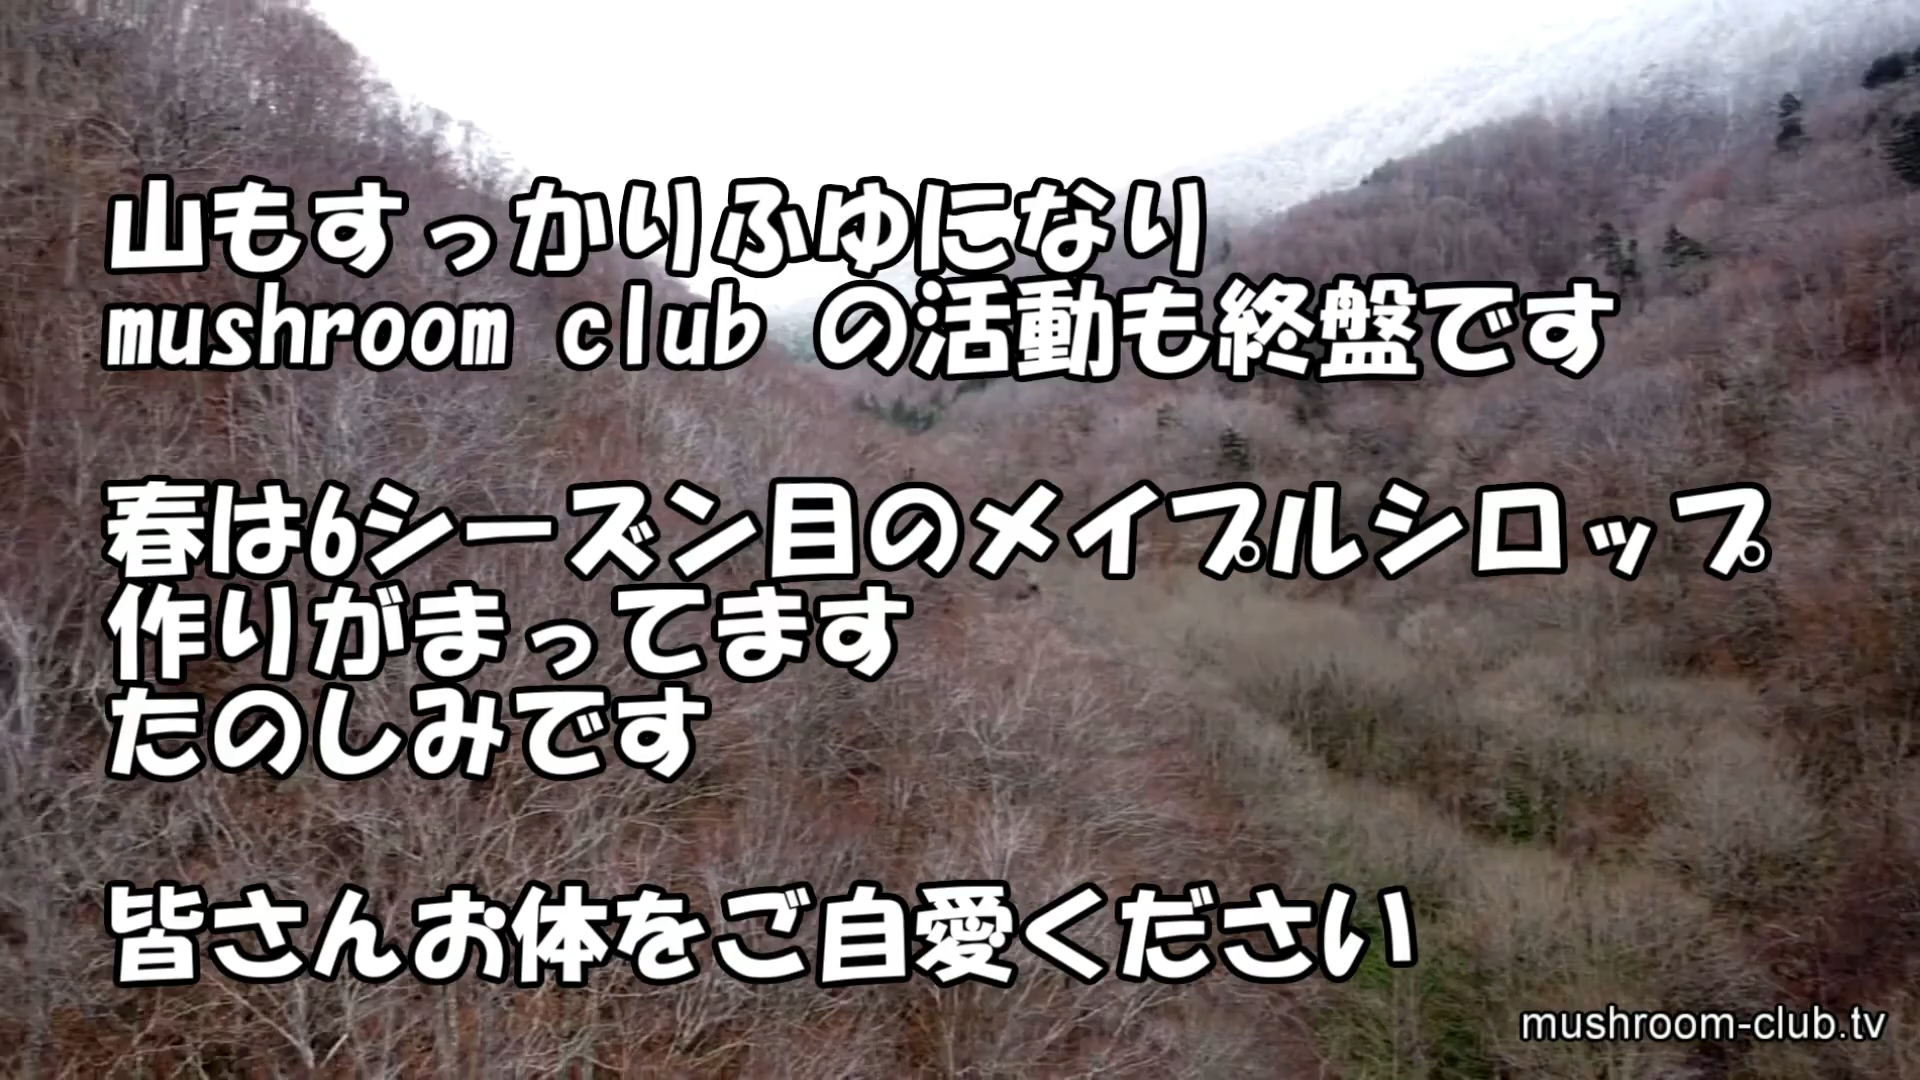 山もすっかりふゆになり
mushroom club の活動も終盤です
春は6シーズン目のメイプルシロップ
作りがまってます
たのしみです
皆さんお体をご自愛ください
mushroom-club.tv